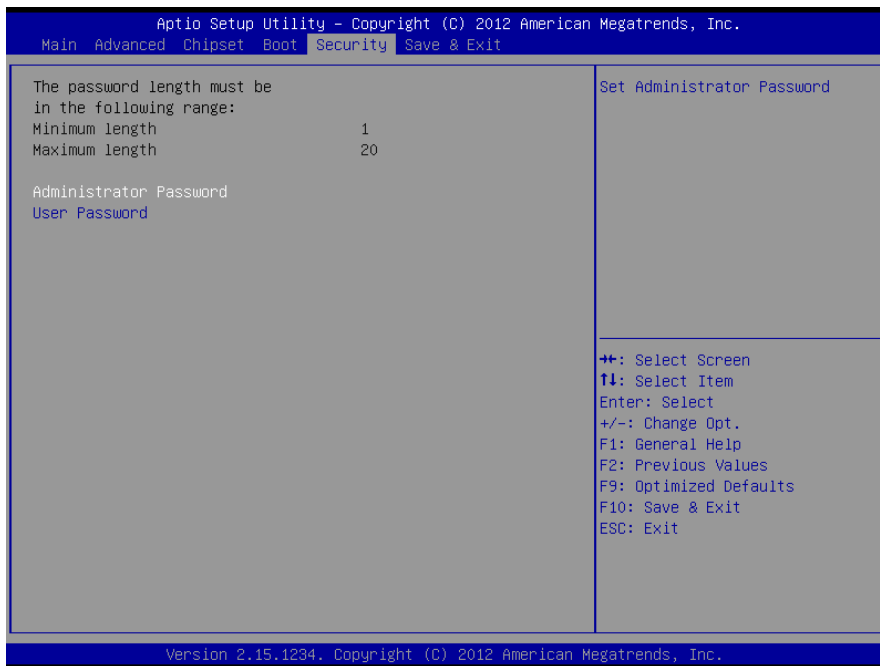 Aptio Setup Utility – Copyright (C) 2012 American Megatrends, Inc.
Main Advanced Chipset Boot Security Save & Exit
The password length must be
in the following range:
Minimum length 1
Maximum length 20
Administrator Password
User Password
Set Administrator Password
→←: Select Screen
↑↓: Select Item
Enter: Select
+/-: Change Opt.
F1: General Help
F2: Previous Values
F9: Optimized Defaults
F10: Save & Exit
ESC: Exit
Version 2.15.1234. Copyright (C) 2012 American Megatrends, Inc.